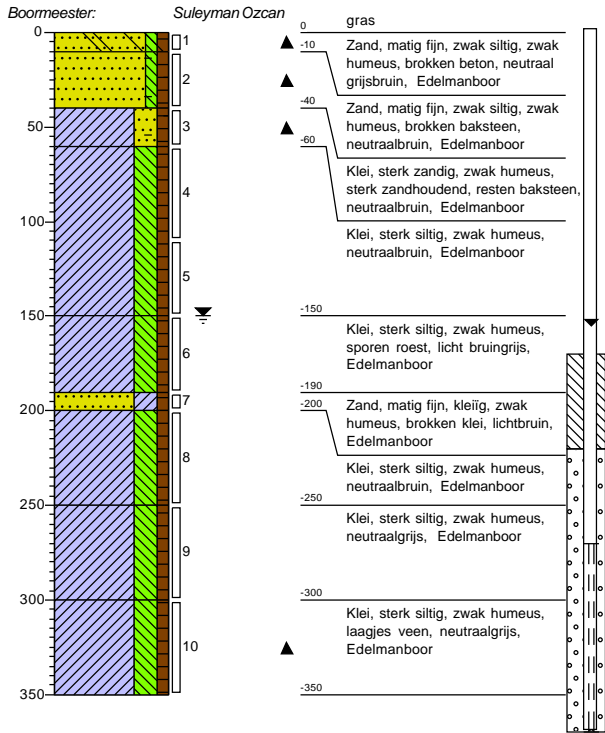 Boormeester: Suleyman Ozcan
0
50
100
150
200
250
300
350
1
2
3
4
5
6
7
8
9
10
0
gras
-10
Zand, matig fijn, zwak siltig, zwak
humeus, brokken beton, neutraal
grijsbruin, Edelmanboor
-40
Zand, matig fijn, zwak siltig, zwak
humeus, brokken baksteen,
neutraalbruin, Edelmanboor
-60
Klei, sterk zandig, zwak humeus,
sterk zandhoudend, resten baksteen,
neutraalbruin, Edelmanboor
Klei, sterk siltig, zwak humeus,
neutraalbruin, Edelmanboor
-150
Klei, sterk siltig, zwak humeus,
sporen roest, licht bruingrijs,
Edelmanboor
-190
-200
Zand, matig fijn, kleiïg, zwak
humeus, brokken klei, lichtbruin,
Edelmanboor
Klei, sterk siltig, zwak humeus,
neutraalbruin, Edelmanboor
-250
Klei, sterk siltig, zwak humeus,
neutraalgrijs, Edelmanboor
-300
Klei, sterk siltig, zwak humeus,
laagjes veen, neutraalgrijs,
Edelmanboor
-350